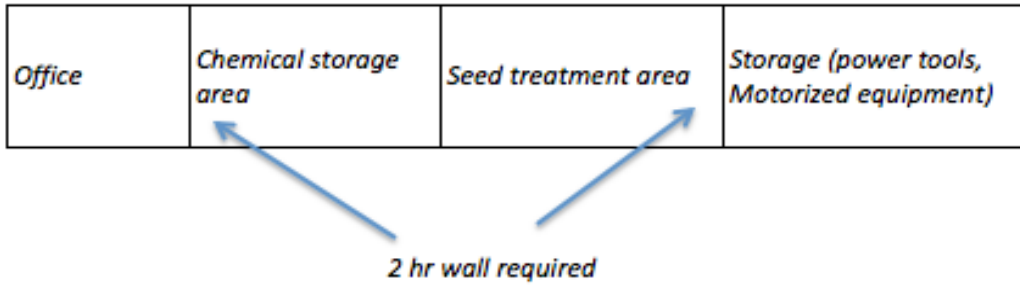 Office
Chemical storage
area
Seed treatment area
Storage (power tools,
Motorized equipment)
2 hr wall required